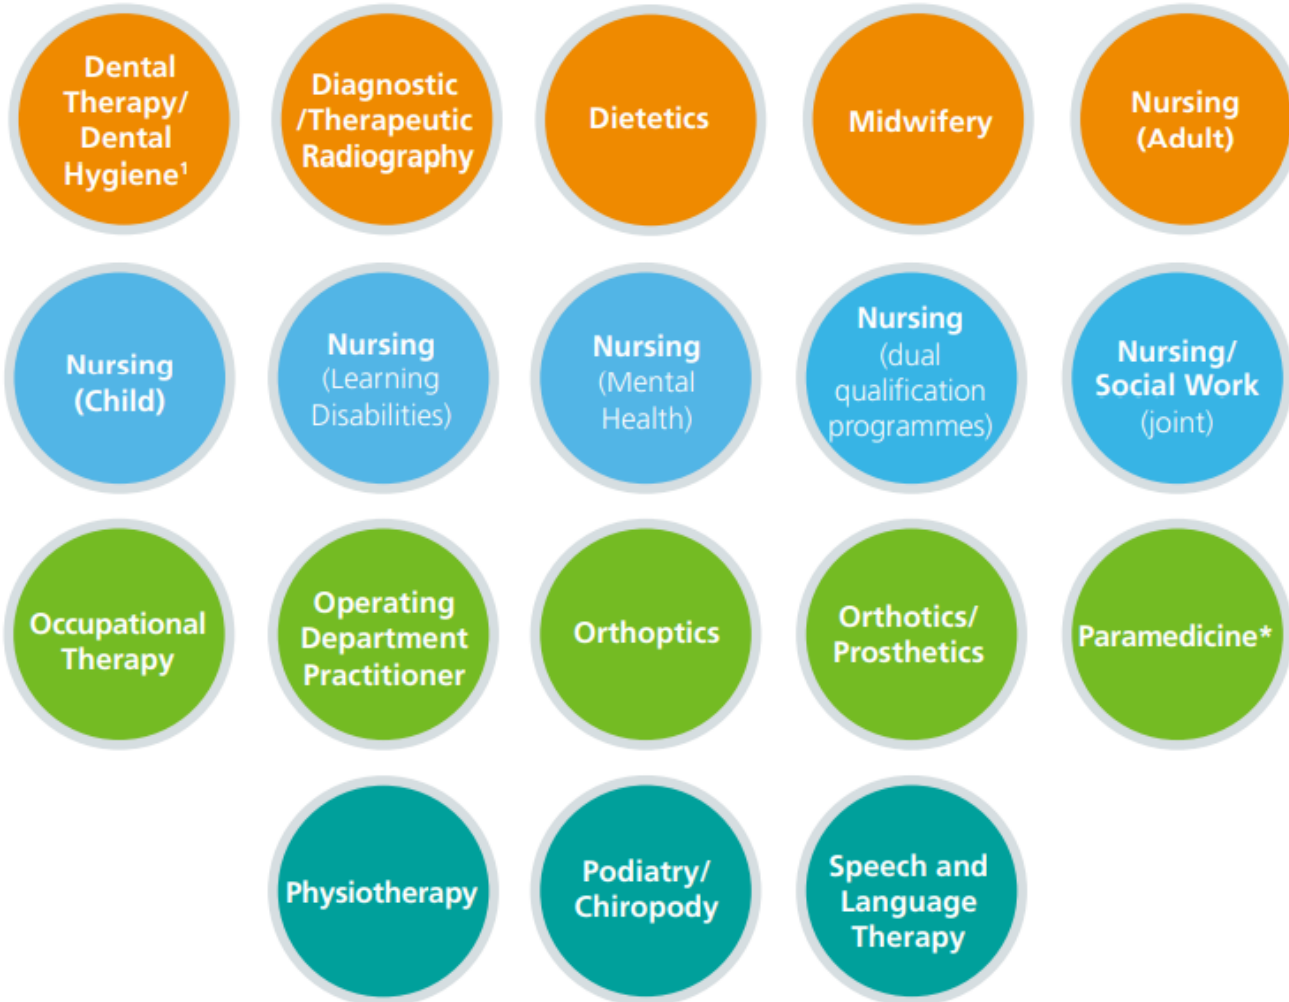 Dental
Therapy/
Dental
Hygiene¹
Diagnostic
/Therapeutic
Radiography
Dietetics
Midwifery
Nursing
(Adult)
Nursing
(Child)
Nursing
(Learning
Disabilities)
Nursing
(Mental
Health)
Nursing
(dual
qualification
programmes)
Nursing/
Social Work
(joint)
Occupational
Therapy
Operating
Department
Practitioner
Orthoptics
Orthotics/
Prosthetics
Paramedicine*
Physiotherapy
Podiatry/
Chiropody
Speech and
Language
Therapy